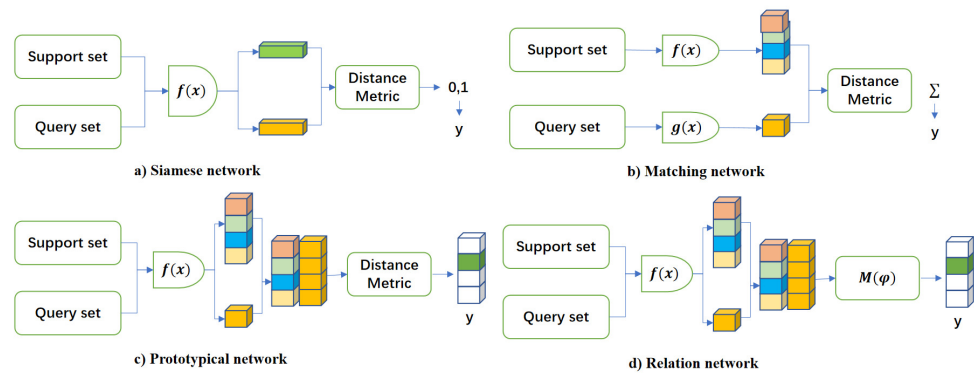 Support set
f(x)
Query set
Distance
Metric
0,1
y
a) Siamese network
Support set
f(x)
Query set
g(x)
Distance
Metric
Σ
y
b) Matching network
Support set
f(x)
Query set
Distance
Metric
y
c) Prototypical network
Support set
f(x)
Query set
M(φ)
y
d) Relation network